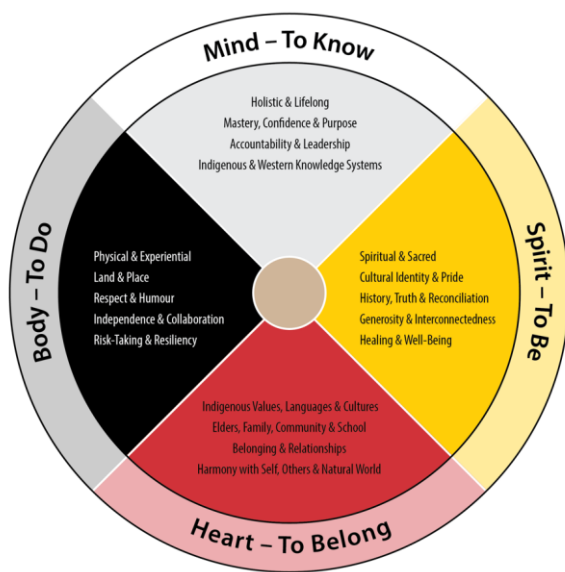 Mind – To Know
Holistic & Lifelong
Mastery, Confidence & Purpose
Accountability & Leadership
Indigenous & Western Knowledge Systems
Body – To Do
Physical & Experiential
Land & Place
Respect & Humour
Independence & Collaboration
Risk-Taking & Resiliency
Spirit – To Be
Spiritual & Sacred
Cultural Identity & Pride
History, Truth & Reconciliation
Generosity & Interconnectedness
Healing & Well-Being
Indigenous Values, Languages & Cultures
Elders, Family, Community & School
Belonging & Relationships
Harmony with Self, Others & Natural World
Heart – To Belong